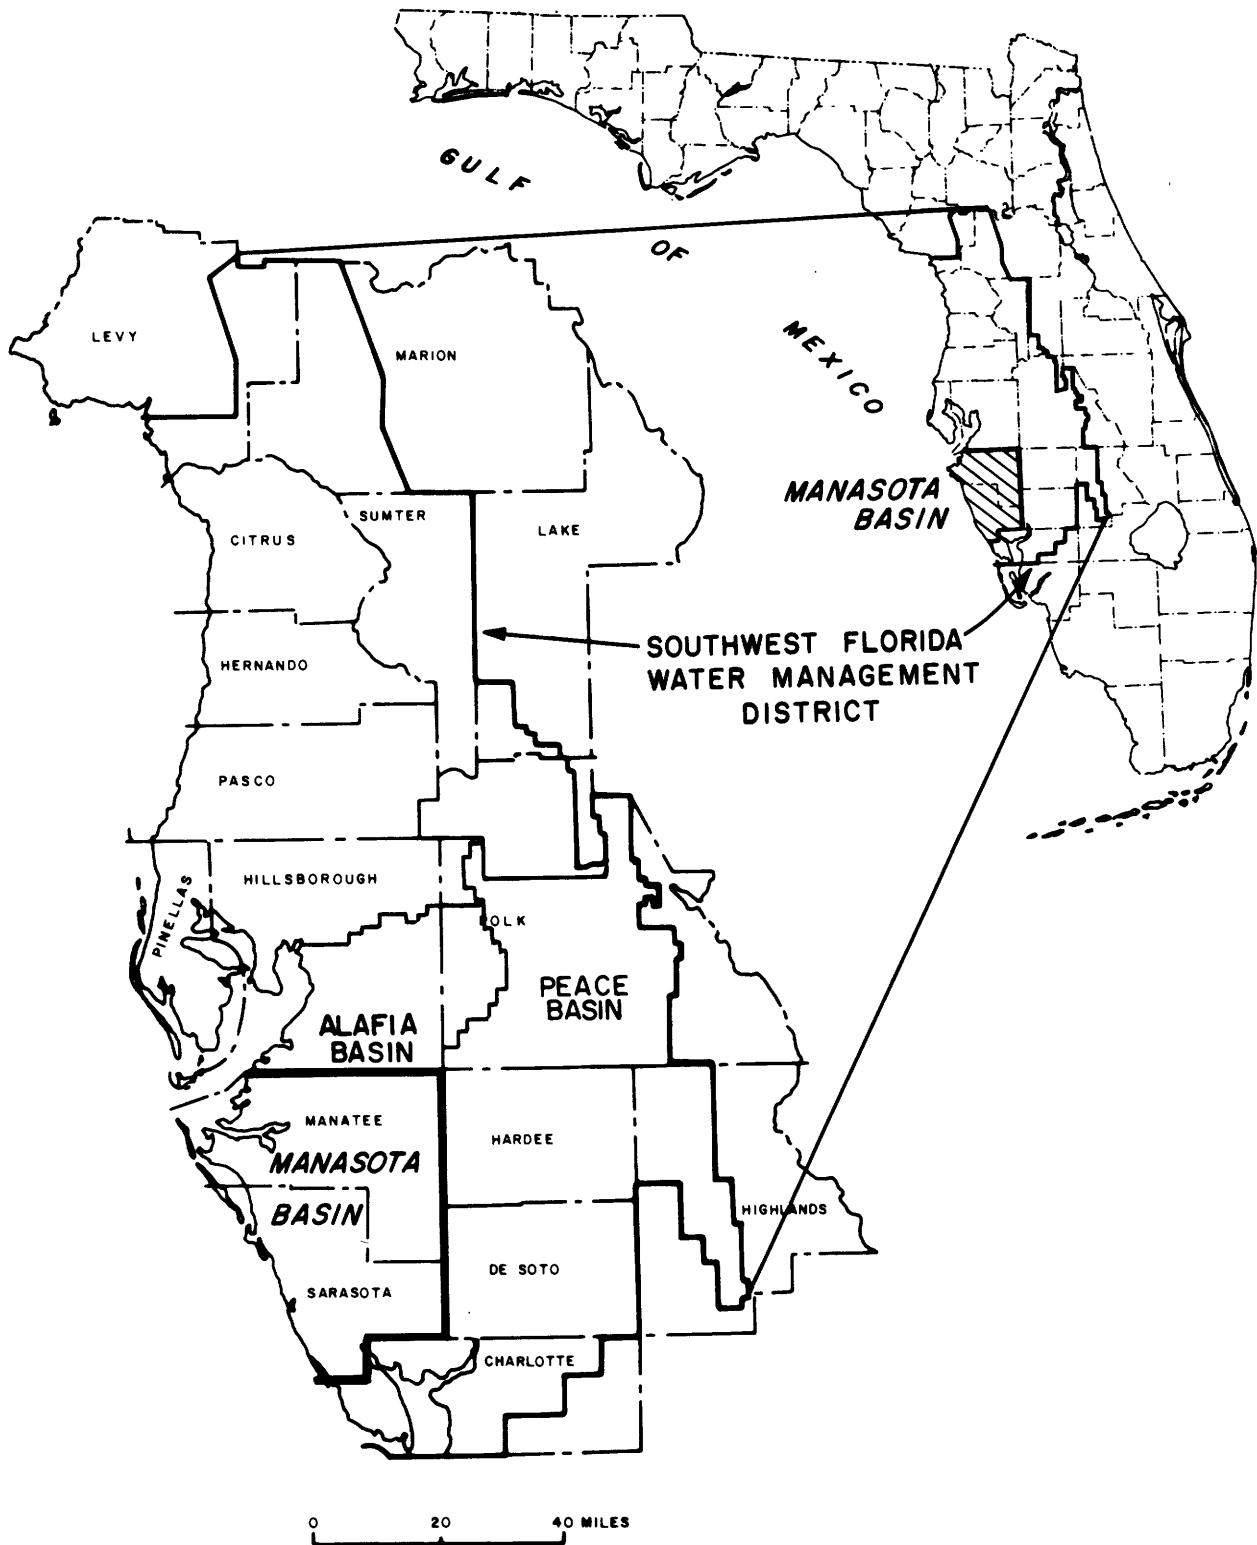 GULF
OF
MEXICO
LEVY
MARION
MANASOTA
BASIN
SUMTER
CITRUS
LAKE
HERNANDO
SOUTHWEST FLORIDA
WATER MANAGEMENT
DISTRICT
PASCO
HILLSBOROUGH
PINELLAS
POLK
PEACE
BASIN
ALAFIA
BASIN
MANATEE
HARDEE
MANASOTA
BASIN
HIGHLANDS
DE SOTO
SARASOTA
CHARLOTTE
0 20 40 MILES